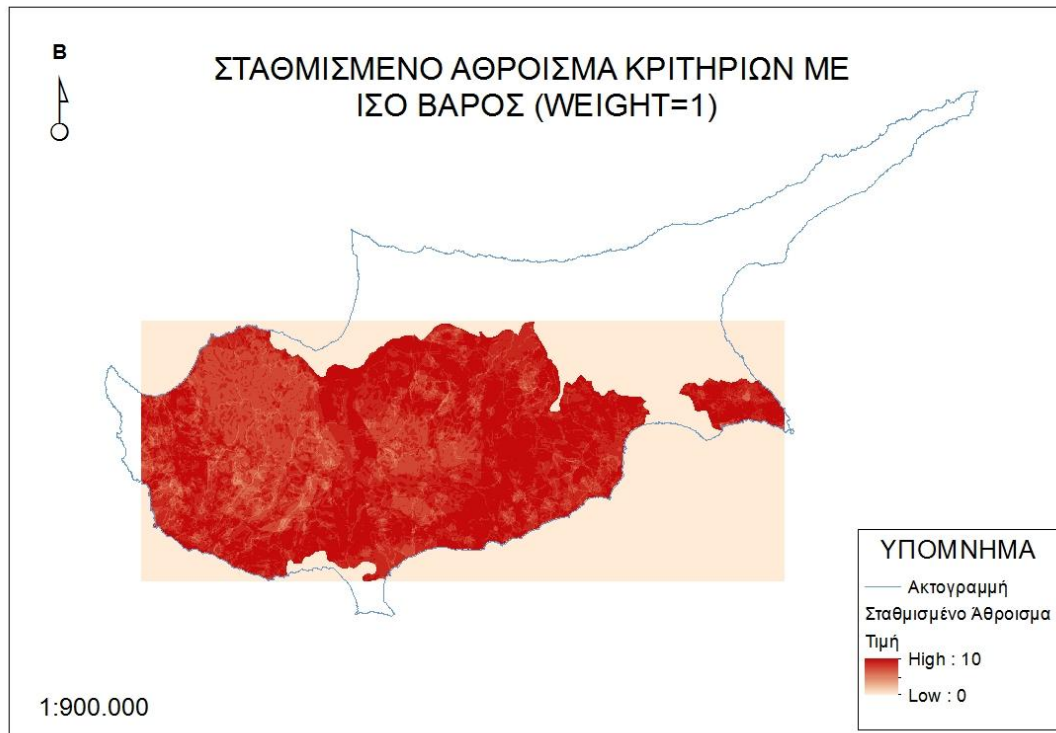 Β
ΣΤΑΘΜΙΣΜΕΝΟ ΑΘΡΟΙΣΜΑ ΚΡΙΤΗΡΙΩΝ ΜΕ
ΙΣΟ ΒΑΡΟΣ (WEIGHT=1)
ΥΠΟΜΝΗΜΑ
Ακτογραμμή
Σταθμισμένο Άθροισμα
Τιμή
High : 10
Low : 0
1:900.000